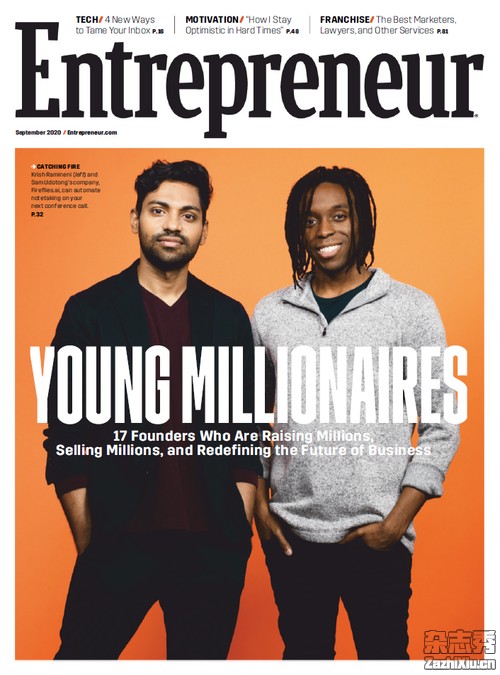 TECH/ 4 New Ways
to Tame Your Inbox P.16
MOTIVATION/ "How I Stay
Optimistic in Hard Times" P.48
FRANCHISE/ The Best Marketers,
Lawyers, and Other Services P.81
Entrepreneur
September 2020 / Entrepreneur.com
→ CATCHING FIRE
Krish Ramineni (left) and
Sam Udotong's company,
Fireflies.ai, can automate
notetaking on your
next conference call.
P.32
YOUNG MILLIONAIRES
17 Founders Who Are Raising Millions,
Selling Millions, and Redefining the Future of Business
杂志秀
ZaZhiXiu.cn